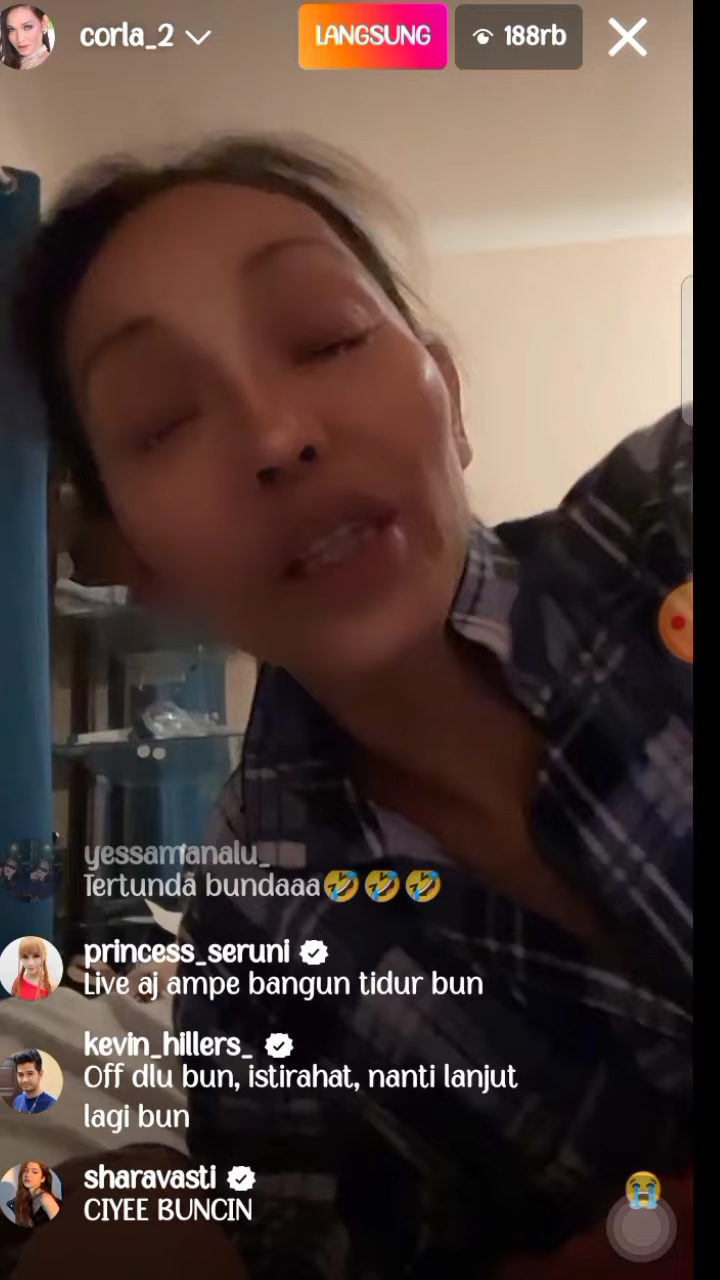 corla_2
LANGSUNG
188rb
yessamanalu_
Tertunda bundaaa🤣🤣🤣
princess_seruni
Live aj ampe bangun tidur bun
kevin_hillers_
Off dlu bun, istirahat, nanti lanjut
lagi bun
sharavasti
CIYEE BUNCIN